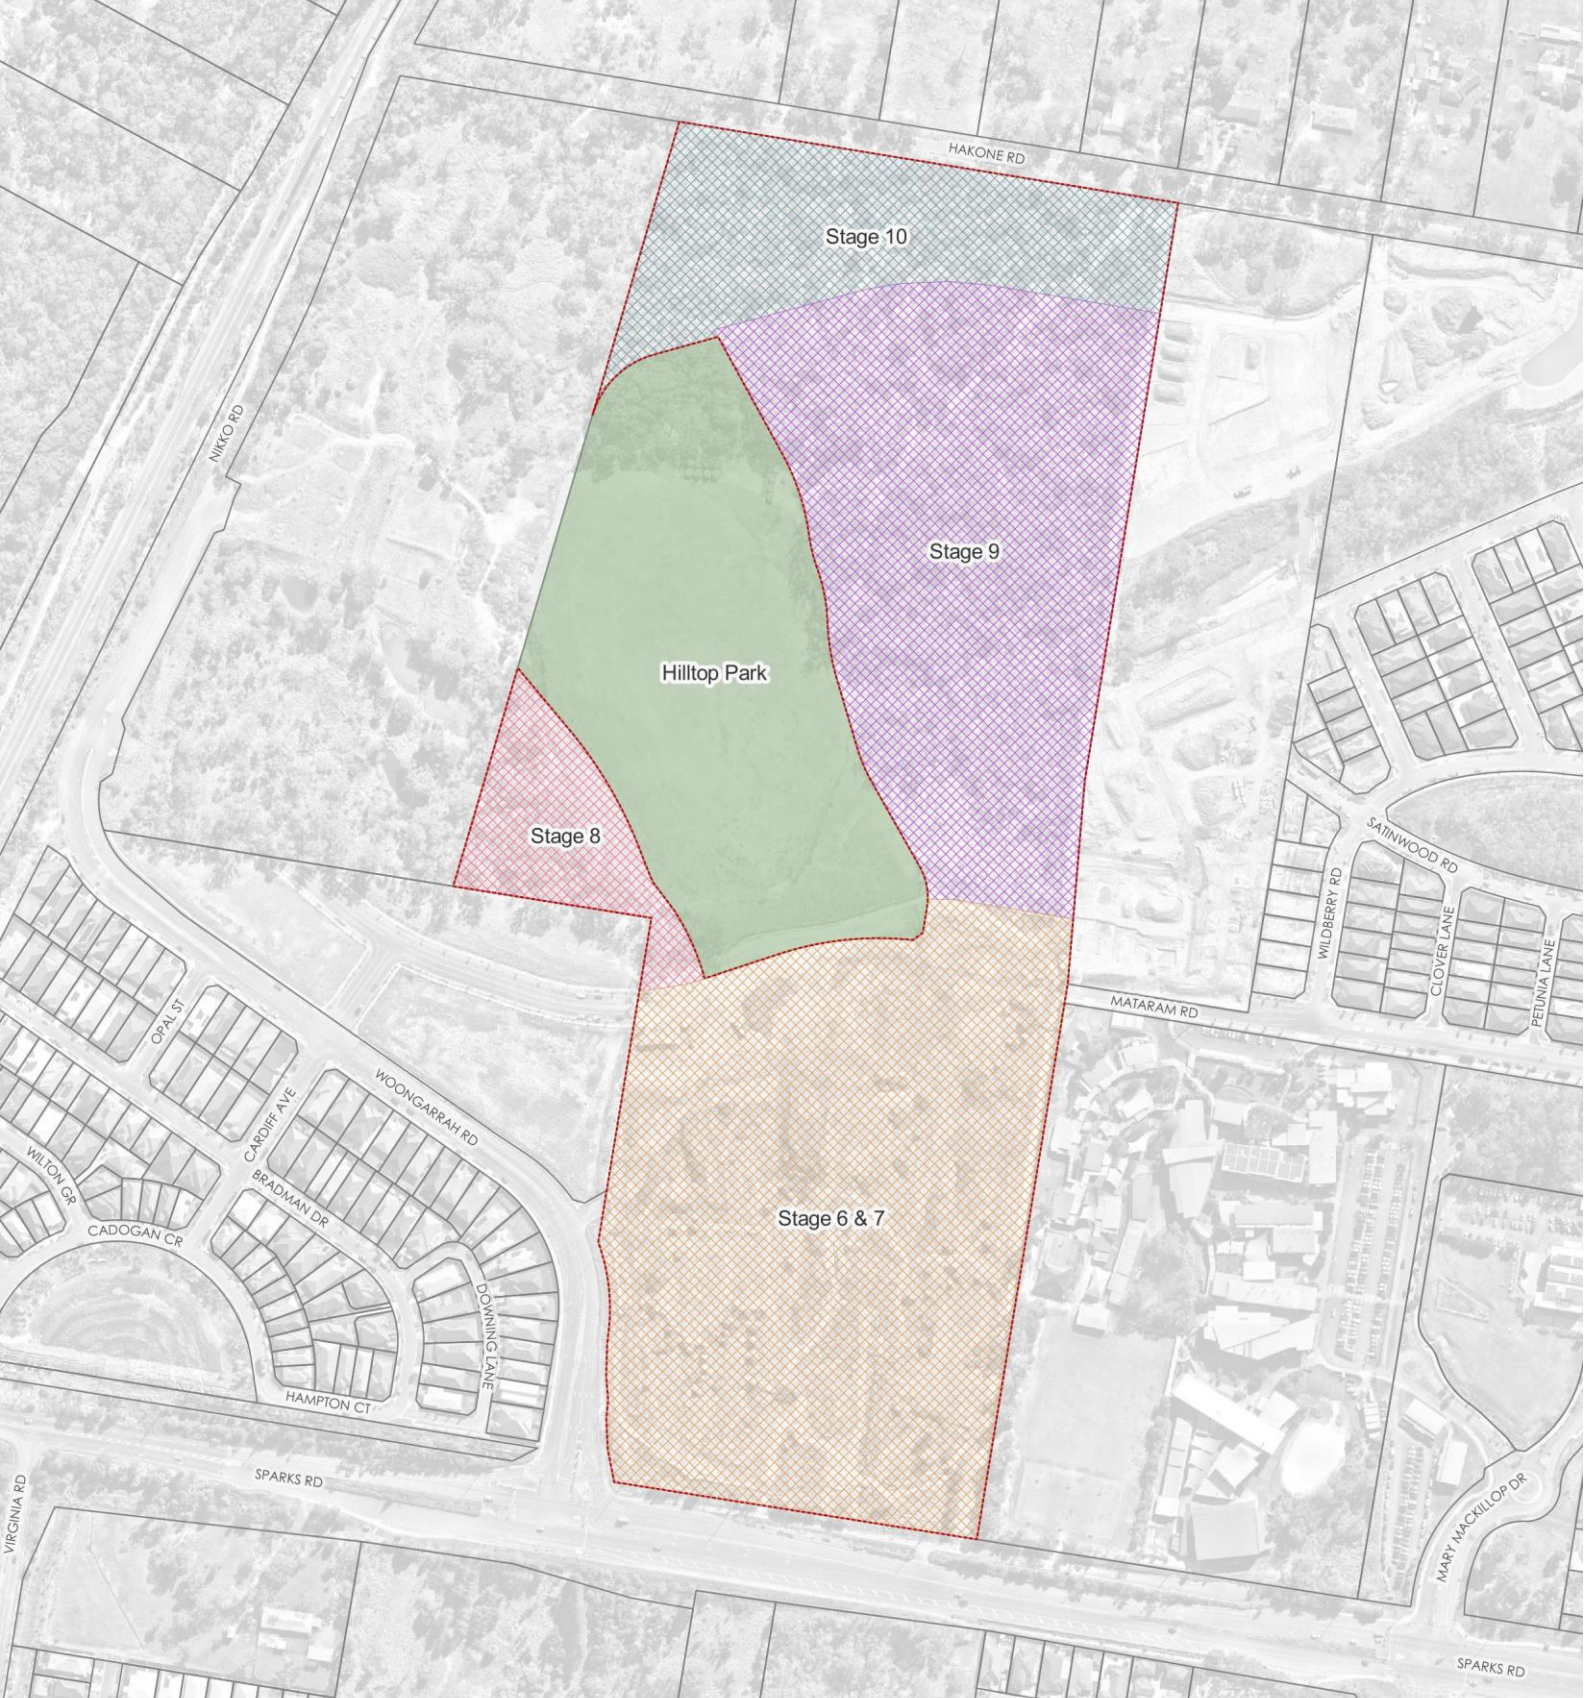 HAKONE RD
Stage 10
NIKKO RD
Stage 9
Hilltop Park
Stage 8
SATINWOOD RD
WILDBERRY RD
CLOVER LANE
PETUNIA LANE
MATARAM RD
OPAL ST
WOONGARRAH RD
CARDIFF AVE
WILTON GR
BRADMAN DR
CADOGAN CR
Stage 6 & 7
DOWNING LANE
HAMPTON CT
SPARKS RD
VIRGINIA RD
MARY MACKILLOP DR
SPARKS RD